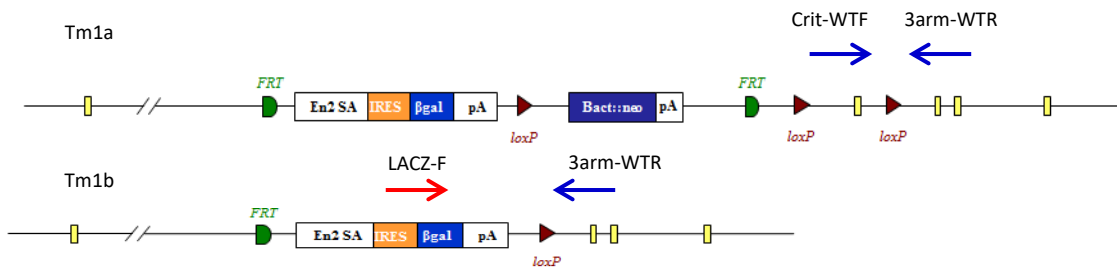 Crit-WTF 3arm-WTR
Tm1a
FRT FRT
En2 SA IRES βgal pA Bact::neo pA
loxP loxP loxP
LACZ-F 3arm-WTR
Tm1b
FRT
En2 SA IRES βgal pA
loxP